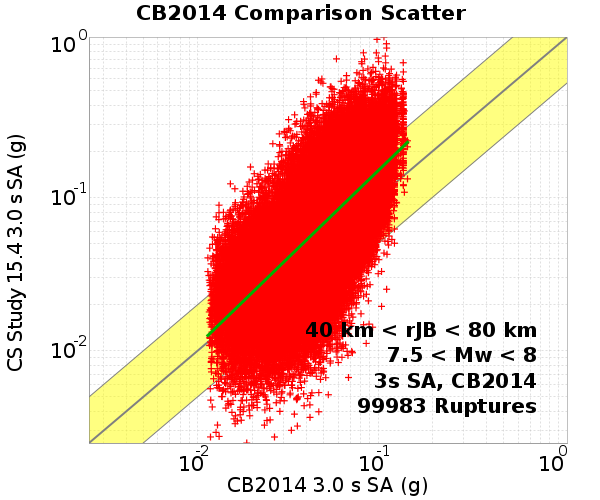 CB2014 Comparison Scatter
CS Study 15.4 3.0 s SA (g)
10^0
10^-1
10^-2
40 km < rJB < 80 km
7.5 < Mw < 8
3s SA, CB2014
99983 Ruptures
10^-2 10^-1 10^0
CB2014 3.0 s SA (g)